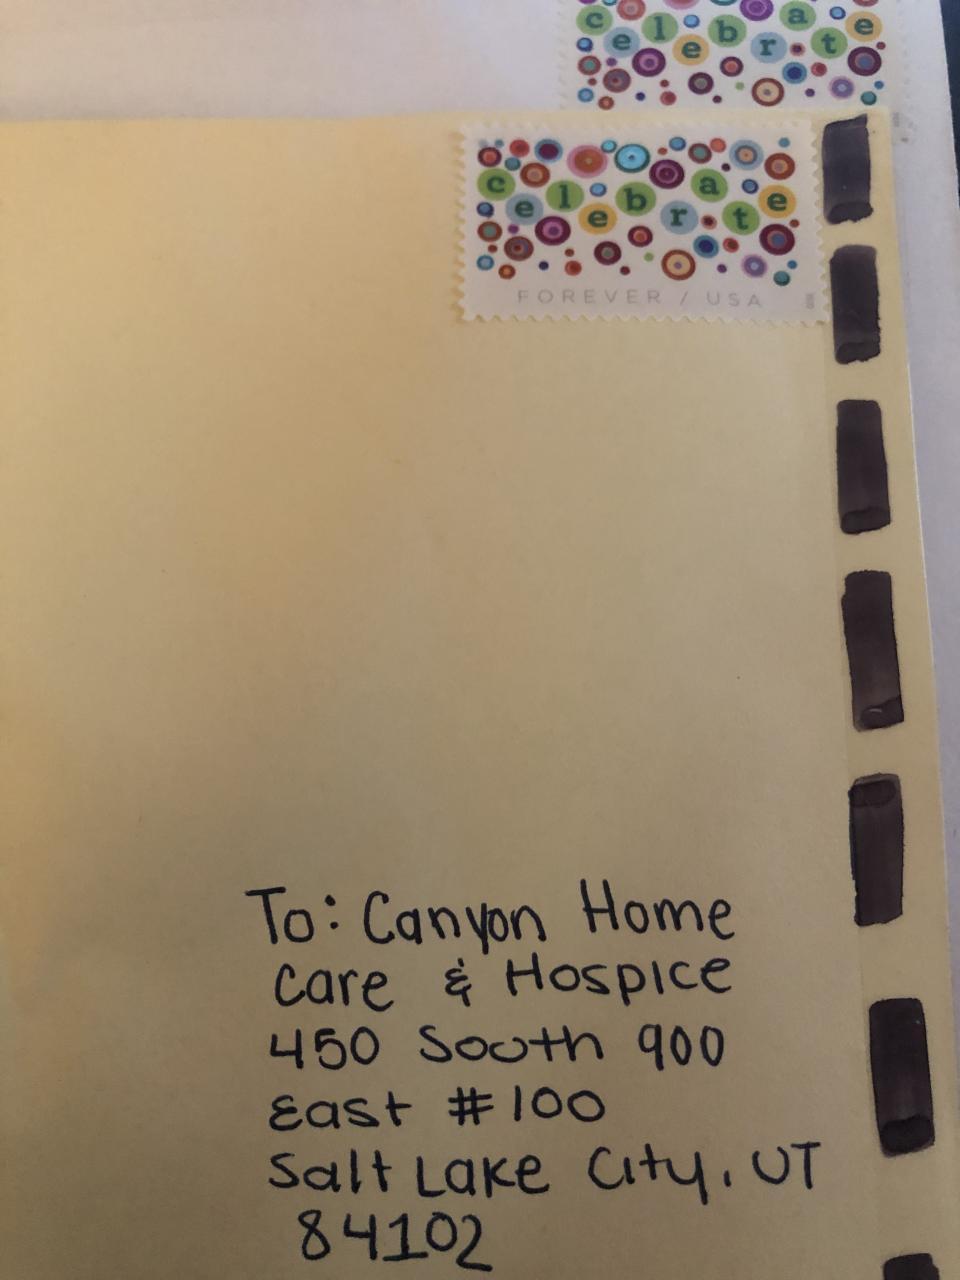 celebrate
celebrate
FOREVER / USA
To: Canyon Home
Care & Hospice
450 South 900
East #100
Salt Lake City, UT
84102